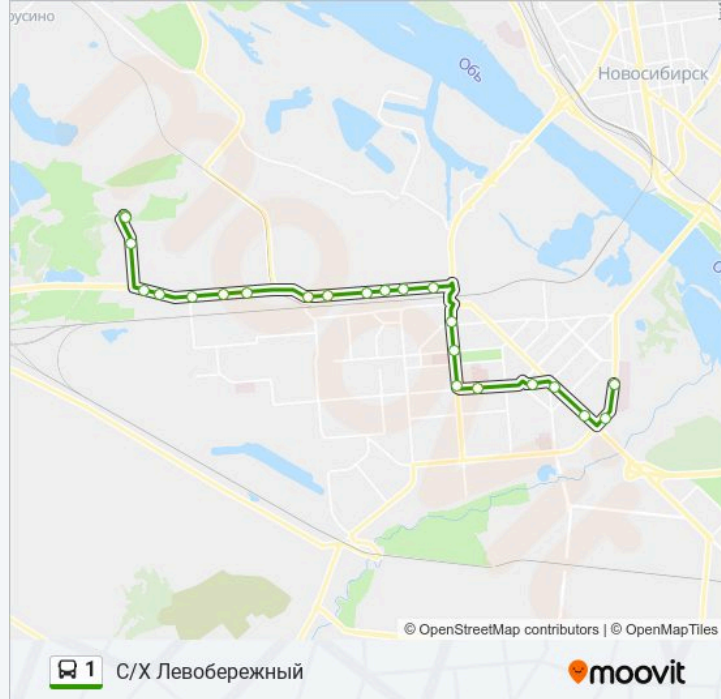 русино
Обь
Новосибирск
© OpenStreetMap contributors | © OpenMapTiles
1 С/Х Левобережный
moovit